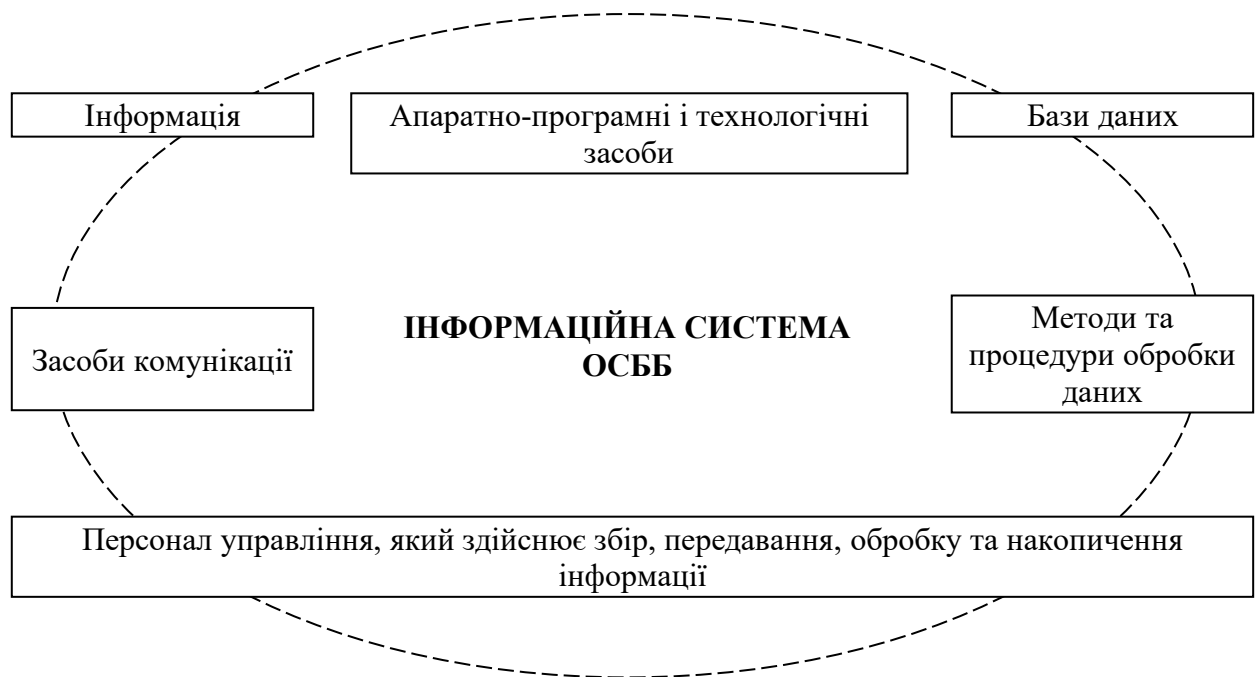 Інформація
Апаратно-програмні і технологічні
засоби
Бази даних
Засоби комунікації
ІНФОРМАЦІЙНА СИСТЕМА
ОСББ
Методи та
процедури обробки
даних
Персонал управління, який здійснює збір, передавання, обробку та накопичення
інформації